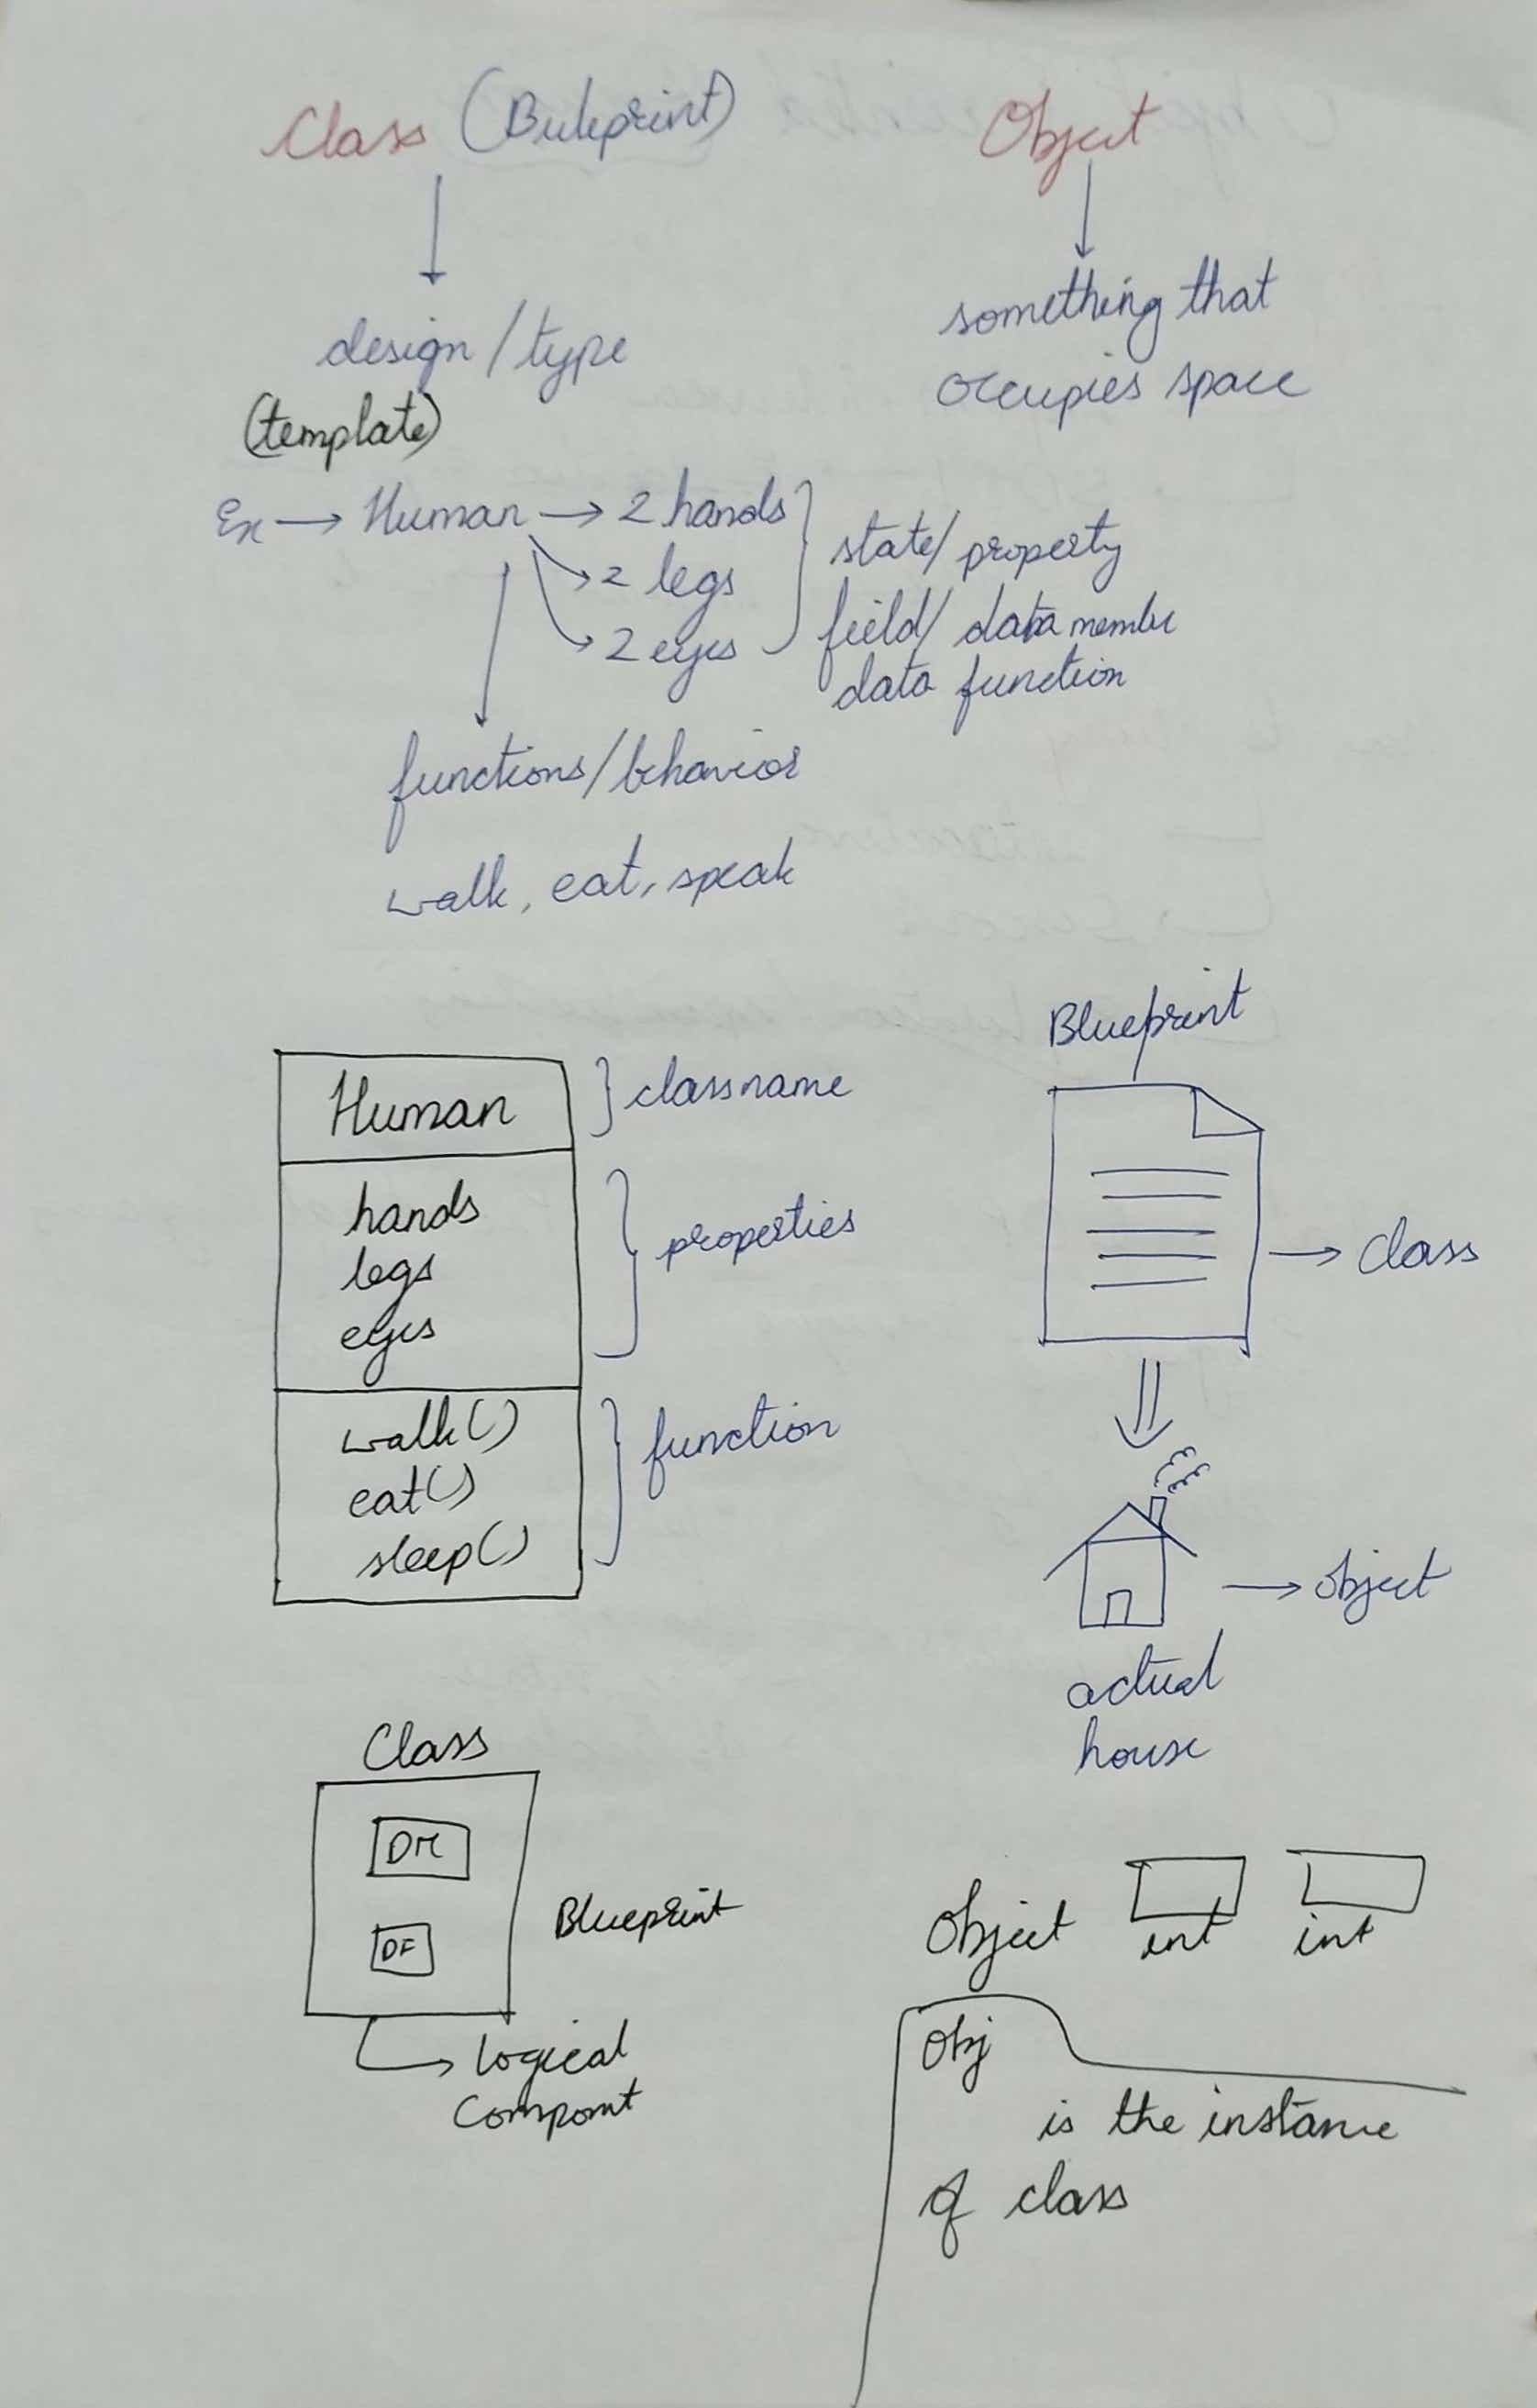 Class (Buleprint)
Object
design/type
(template)
something that
occupies space
Ex → Human → 2 hands
→ 2 legs
→ 2 eyes
state/property
field/data member
data function
functions/behavior
walk, eat, speak
Human
classname
hands
legs
eyes
properties
walk()
eat()
sleep()
function
Blueprint
→ class
→ object
actual
house
Class
DM
DF
Blueprint
→ logical
Compomt
Object
int
int
Obj
is the instance
of class